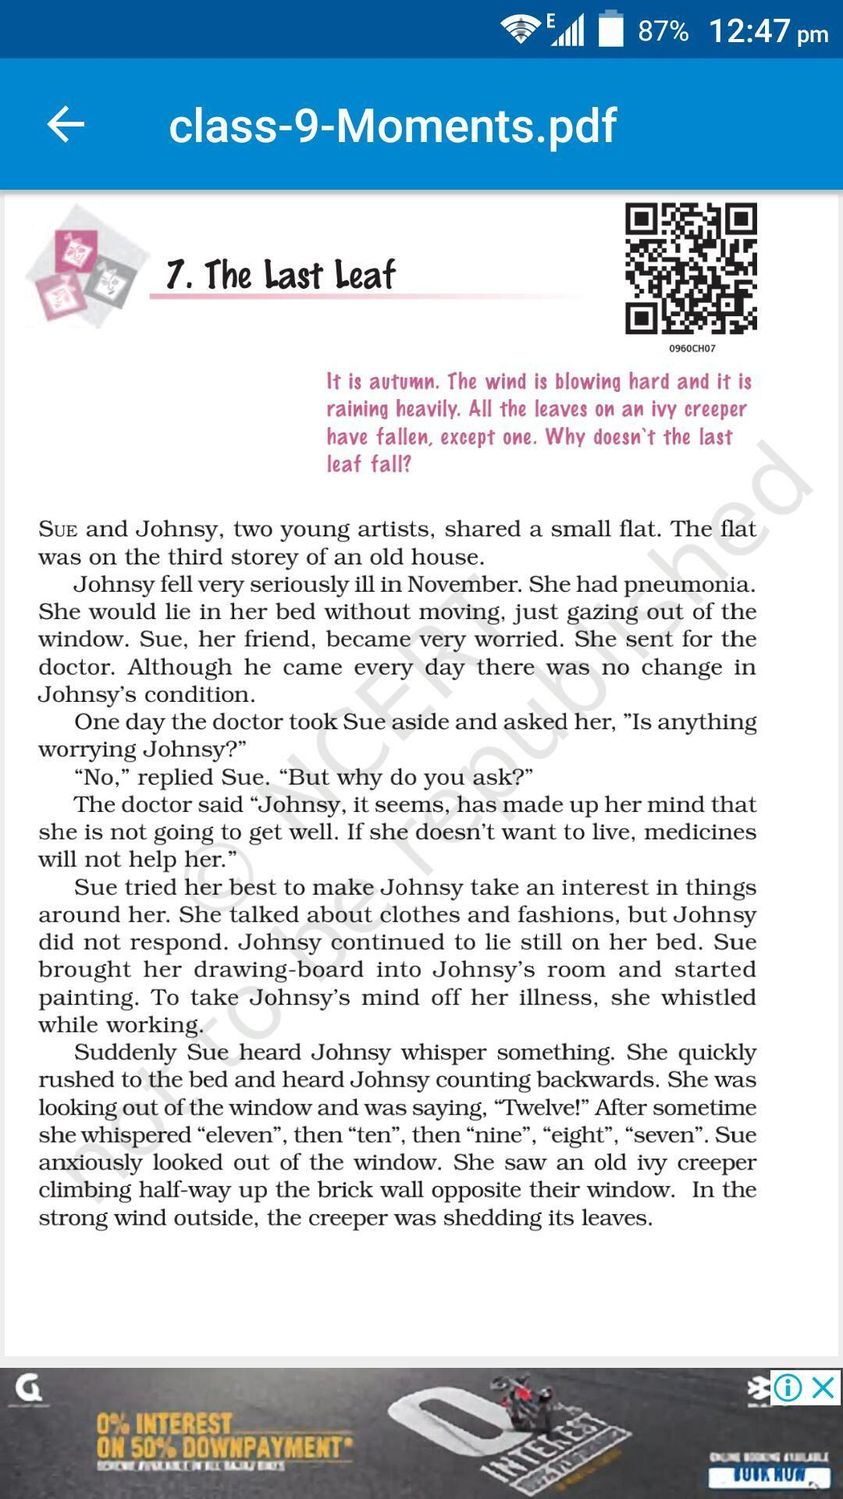 E 87% 12:47 pm
class-9-Moments.pdf
7. The Last Leaf
0960CH07
It is autumn. The wind is blowing hard and it is
raining heavily. All the leaves on an ivy creeper
have fallen, except one. Why doesn't the last
leaf fall?
SUE and Johnsy, two young artists, shared a small flat. The flat
was on the third storey of an old house.
Johnsy fell very seriously ill in November. She had pneumonia.
She would lie in her bed without moving, just gazing out of the
window. Sue, her friend, became very worried. She sent for the
doctor. Although he came every day there was no change in
Johnsy’s condition.
One day the doctor took Sue aside and asked her, ”Is anything
worrying Johnsy?”
“No,” replied Sue. “But why do you ask?”
The doctor said “Johnsy, it seems, has made up her mind that
she is not going to get well. If she doesn’t want to live, medicines
will not help her.”
Sue tried her best to make Johnsy take an interest in things
around her. She talked about clothes and fashions, but Johnsy
did not respond. Johnsy continued to lie still on her bed. Sue
brought her drawing-board into Johnsy’s room and started
painting. To take Johnsy’s mind off her illness, she whistled
while working.
Suddenly Sue heard Johnsy whisper something. She quickly
rushed to the bed and heard Johnsy counting backwards. She was
looking out of the window and was saying, “Twelve!” After sometime
she whispered “eleven”, then “ten”, then “nine”, “eight”, “seven”. Sue
anxiously looked out of the window. She saw an old ivy creeper
climbing half-way up the brick wall opposite their window. In the
strong wind outside, the creeper was shedding its leaves.
© NCERT
not to be republished
0% INTEREST
ON 50% DOWNPAYMENT*
SCHEME AVAILABLE IN ALL BAJAJ BIKES
0
INTEREST
ONLINE BOOKING AVAILABLE
BOOK NOW